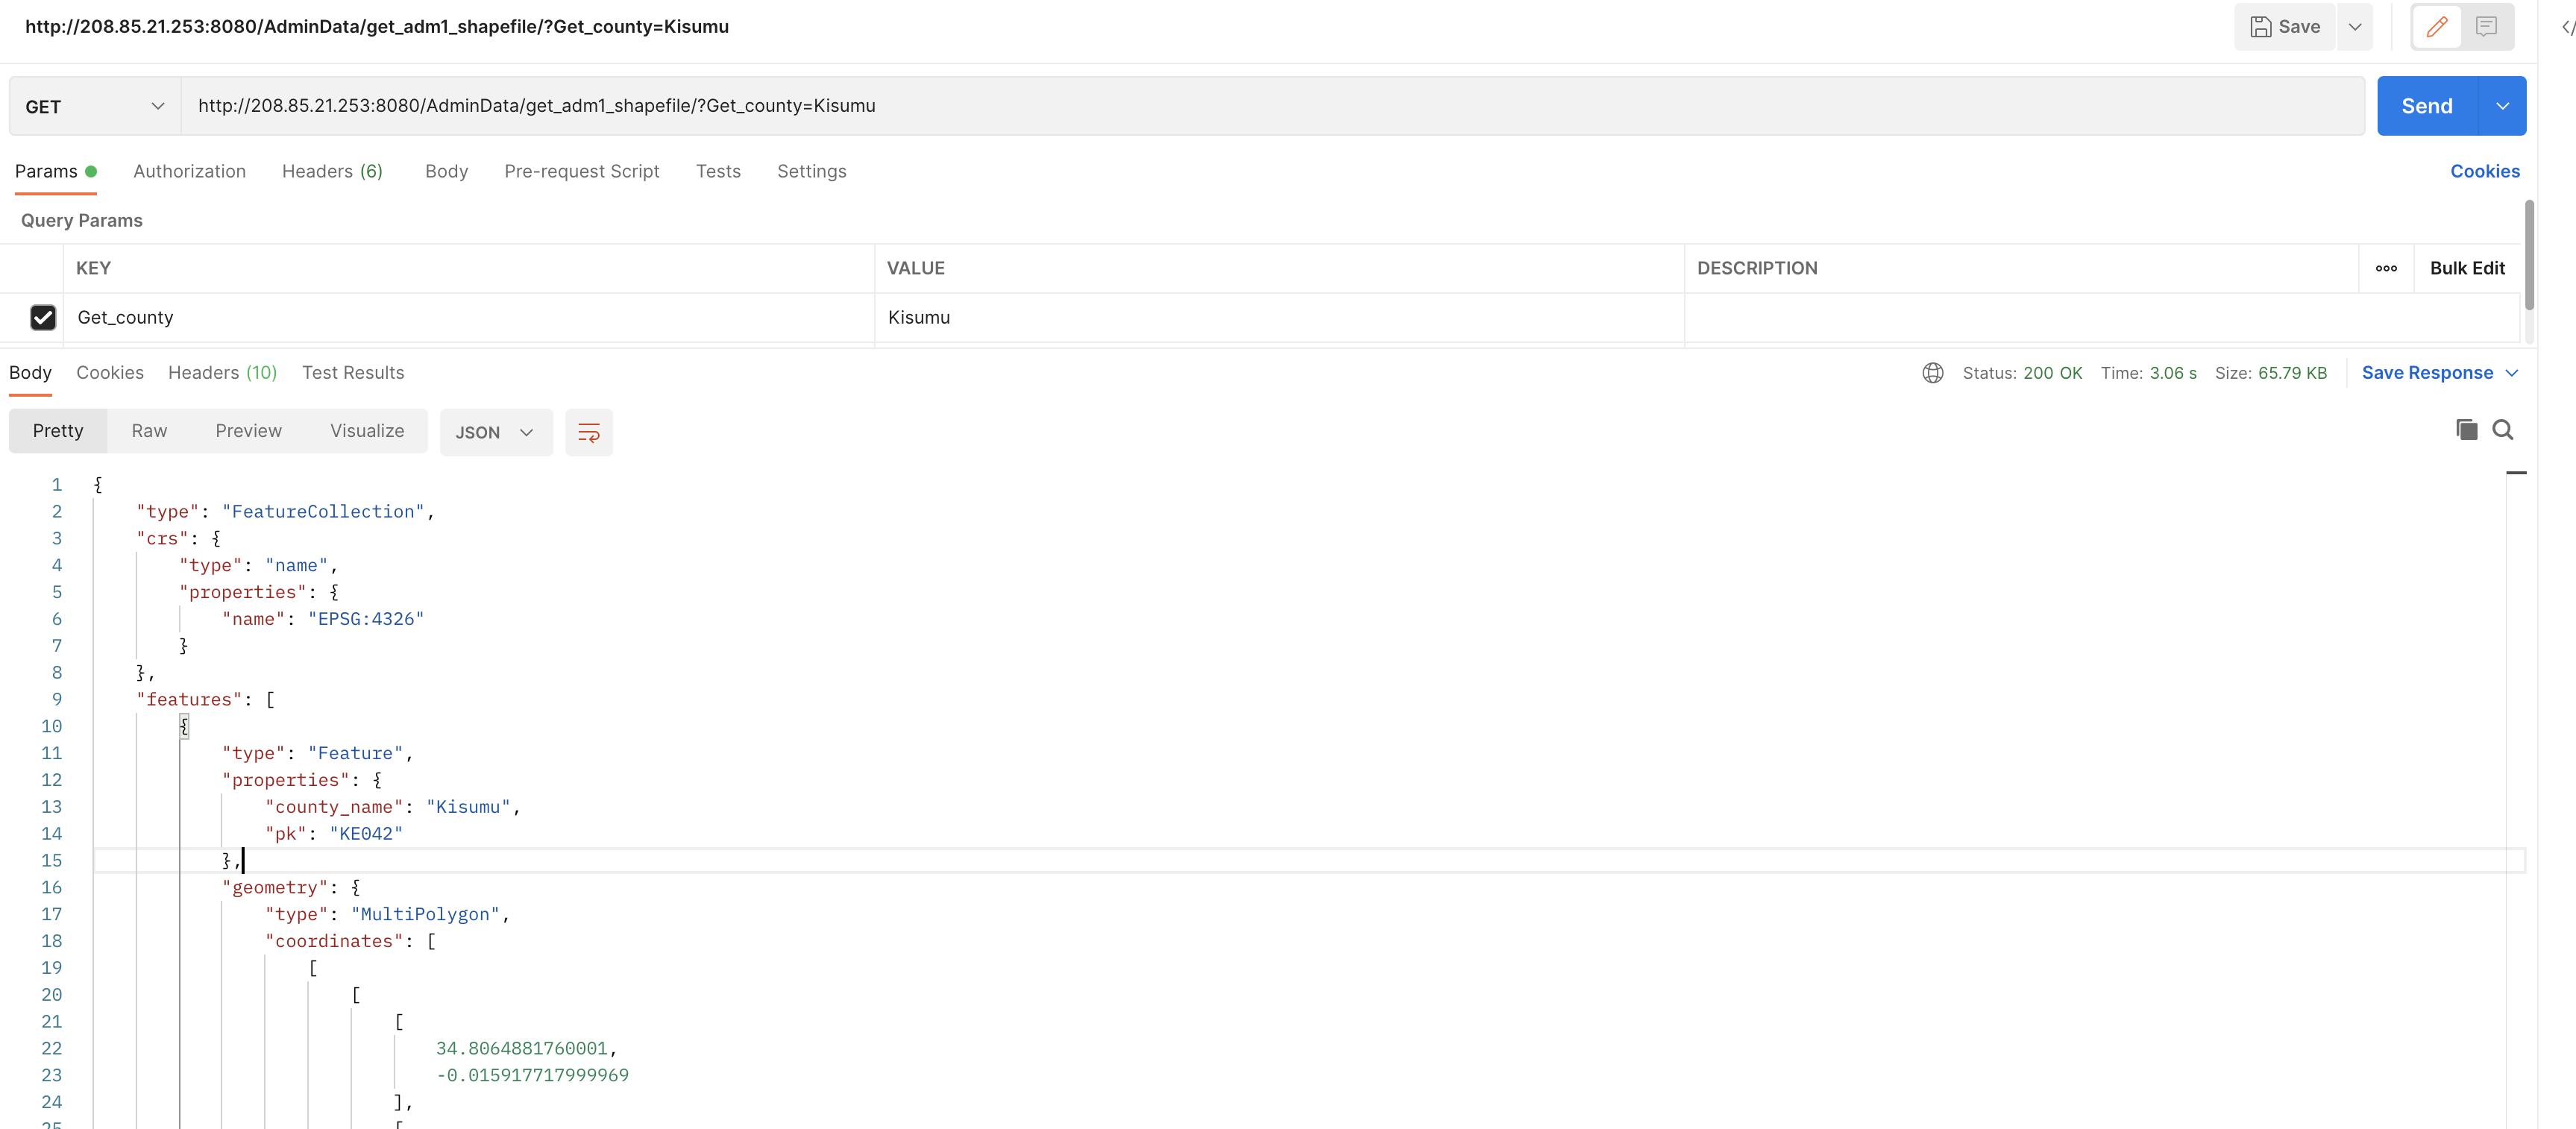 http://208.85.21.253:8080/AdminData/get_adm1_shapefile/?Get_county=Kisumu
Save
GET
http://208.85.21.253:8080/AdminData/get_adm1_shapefile/?Get_county=Kisumu
Send
Params Authorization Headers (6) Body Pre-request Script Tests Settings Cookies
Query Params
KEY VALUE DESCRIPTION Bulk Edit
Get_county Kisumu
Body Cookies Headers (10) Test Results Status: 200 OK Time: 3.06 s Size: 65.79 KB Save Response
Pretty Raw Preview Visualize JSON
1 {
2 "type": "FeatureCollection",
3 "crs": {
4 "type": "name",
5 "properties": {
6 "name": "EPSG:4326"
7 }
8 },
9 "features": [
10 {
11 "type": "Feature",
12 "properties": {
13 "county_name": "Kisumu",
14 "pk": "KE042"
15 },
16 "geometry": {
17 "type": "MultiPolygon",
18 "coordinates": [
19 [
20 [
21 [
22 34.8064881760001,
23 -0.015917717999969
24 ],
25 [